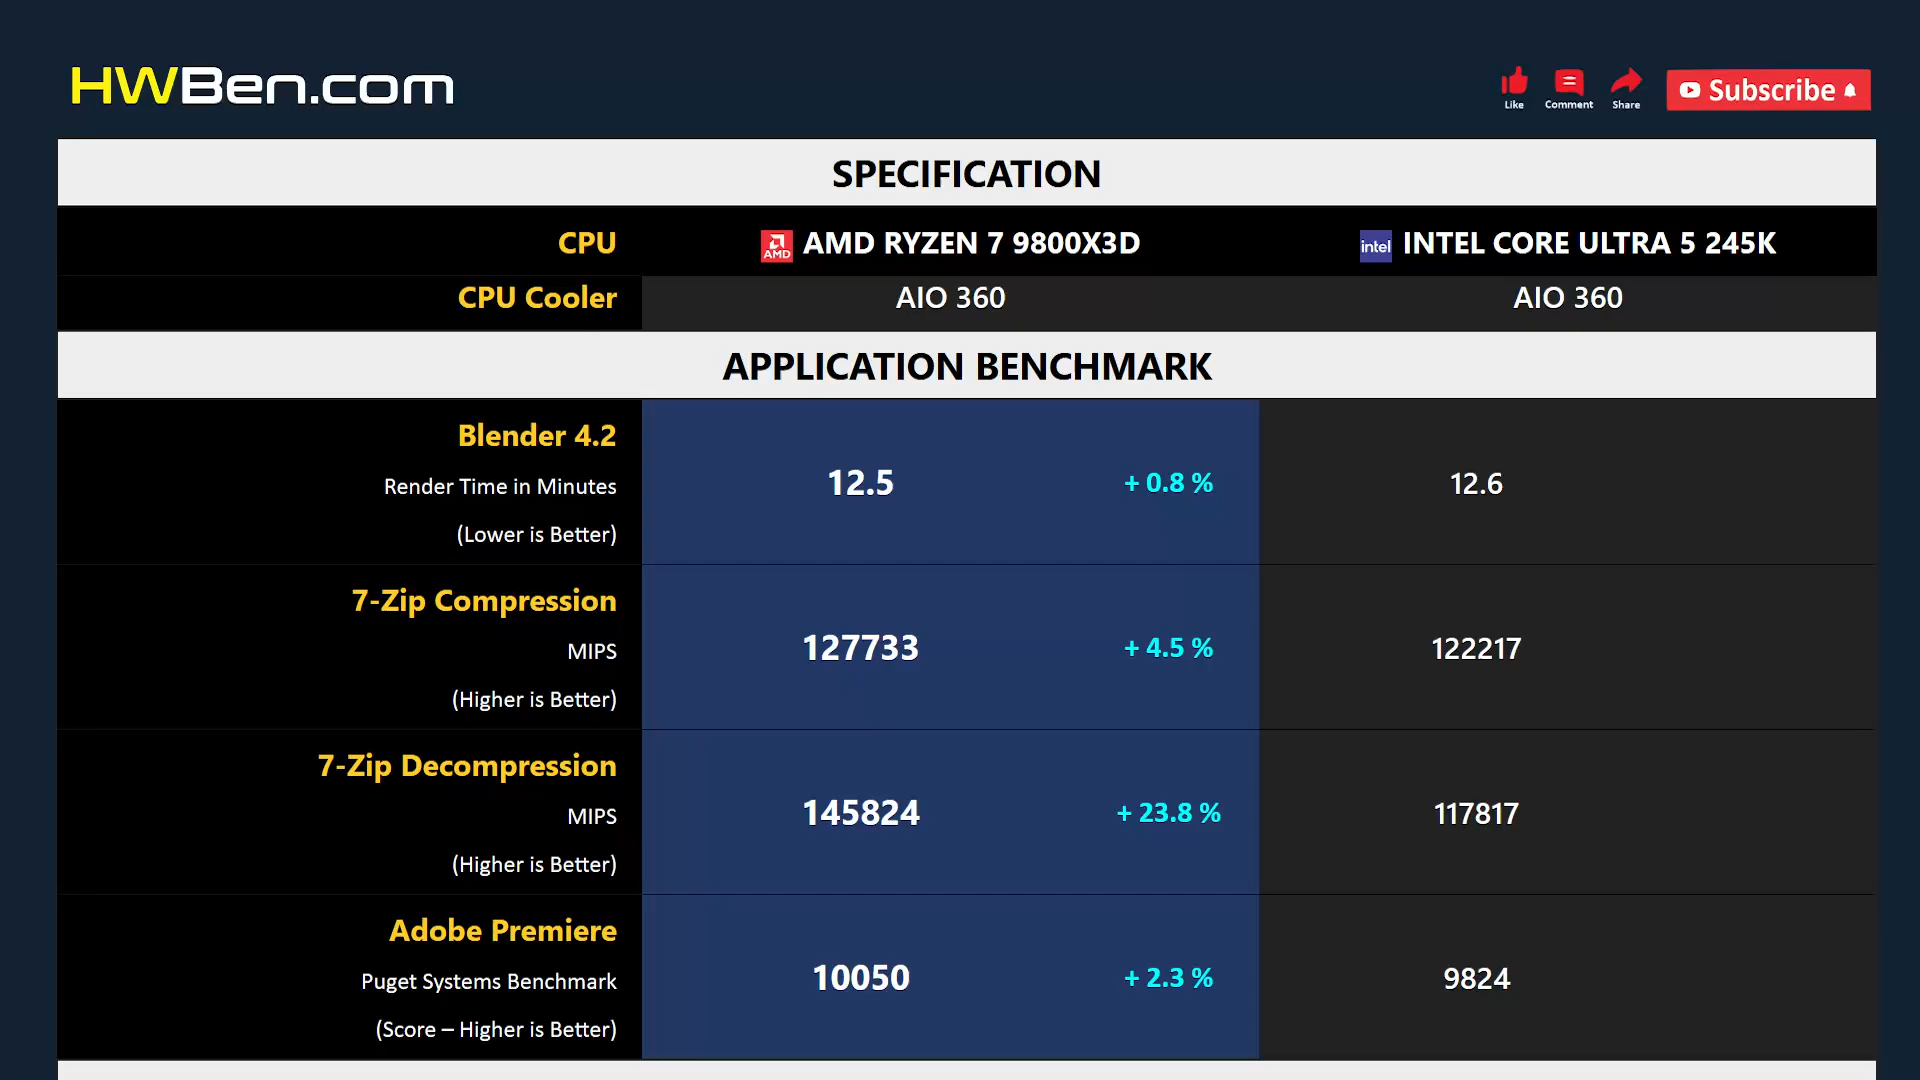 HWBen.com
Like
Comment
Share
Subscribe
SPECIFICATION
CPU
AMD AMD RYZEN 7 9800X3D
intel INTEL CORE ULTRA 5 245K
CPU Cooler
AIO 360
AIO 360
APPLICATION BENCHMARK
Blender 4.2
Render Time in Minutes
(Lower is Better)
12.5
+ 0.8 %
12.6
7-Zip Compression
MIPS
(Higher is Better)
127733
+ 4.5 %
122217
7-Zip Decompression
MIPS
(Higher is Better)
145824
+ 23.8 %
117817
Adobe Premiere
Puget Systems Benchmark
(Score – Higher is Better)
10050
+ 2.3 %
9824